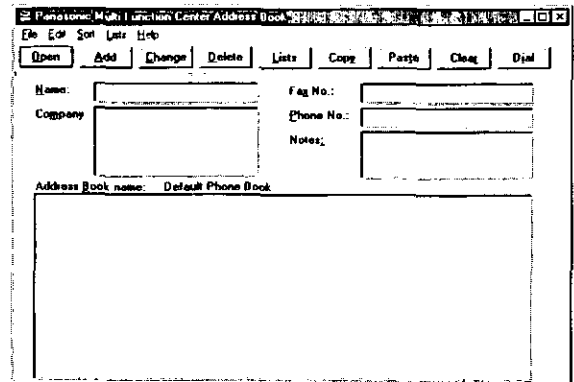 Panasonic Multi Function Center Address Book
File Edit Sort Lists Help
Open Add Change Delete Lists Copy Paste Clear Dial
Name: Fax No.:
Company Phone No.:
Notes:
Address Book name: Default Phone Book